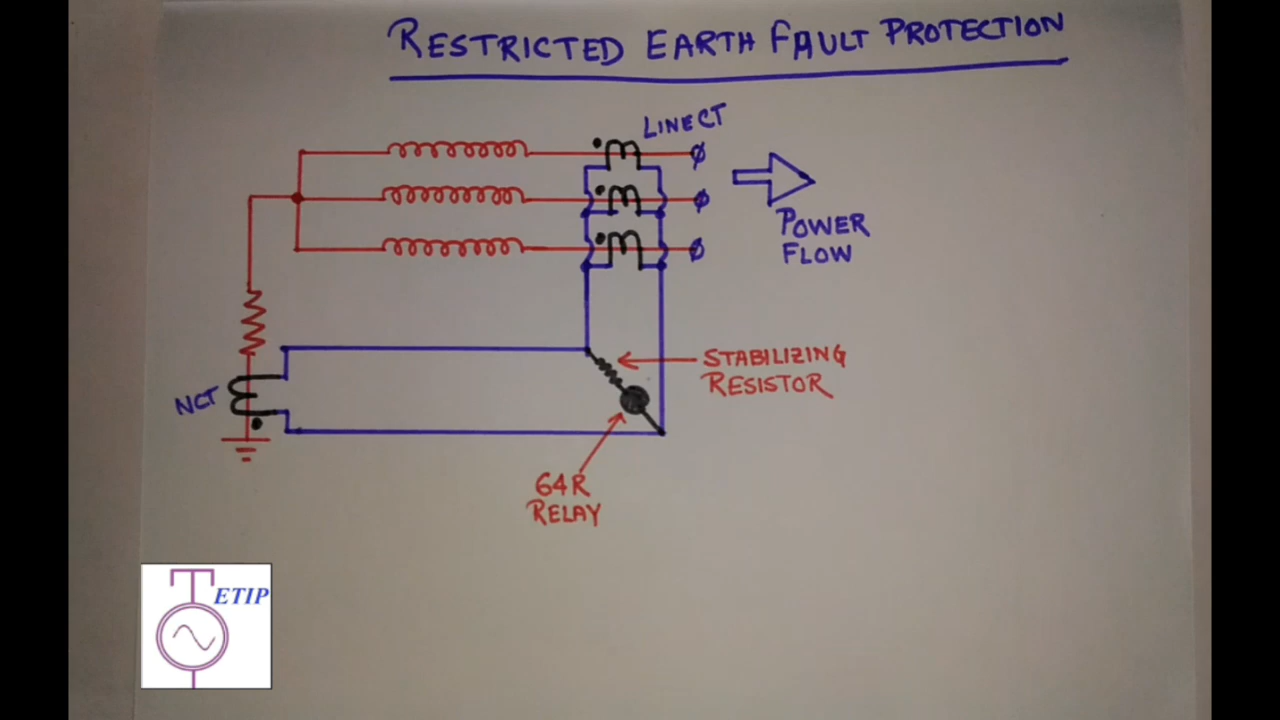 RESTRICTED EARTH FAULT PROTECTION
LINE CT
POWER
FLOW
STABILIZING
RESISTOR
NCT
64R
RELAY
ETIP